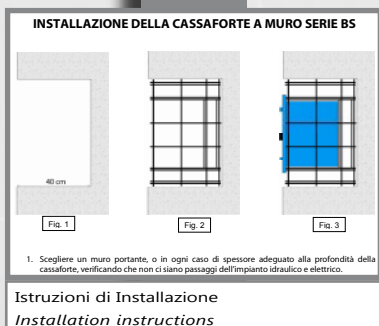 INSTALLAZIONE DELLA CASSAFORTE A MURO SERIE BS
40 cm
Fig. 1
Fig. 2
Fig. 3
1. Scegliere un muro portante, o in ogni caso di spessore adeguato alla profondità della
cassaforte, verificando che non ci siano passaggi dell'impianto idraulico e elettrico.
Istruzioni di Installazione
Installation instructions